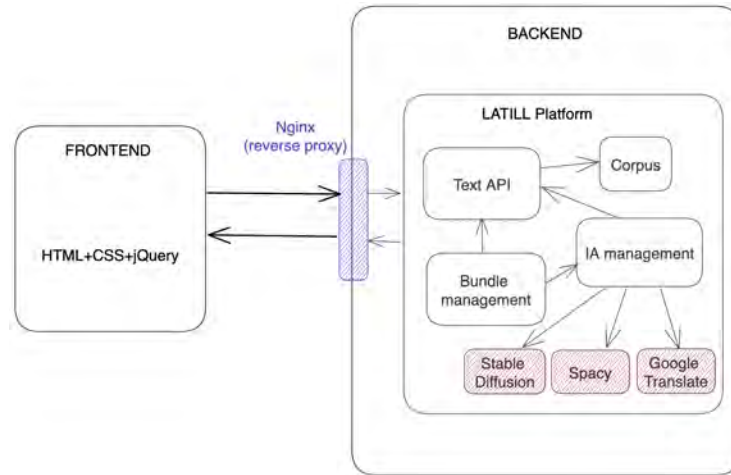 BACKEND
LATILL Platform
Nginx
(reverse proxy)
FRONTEND
HTML+CSS+jQuery
Text API
Corpus
Bundle
management
IA management
Stable
Diffusion
Spacy
Google
Translate